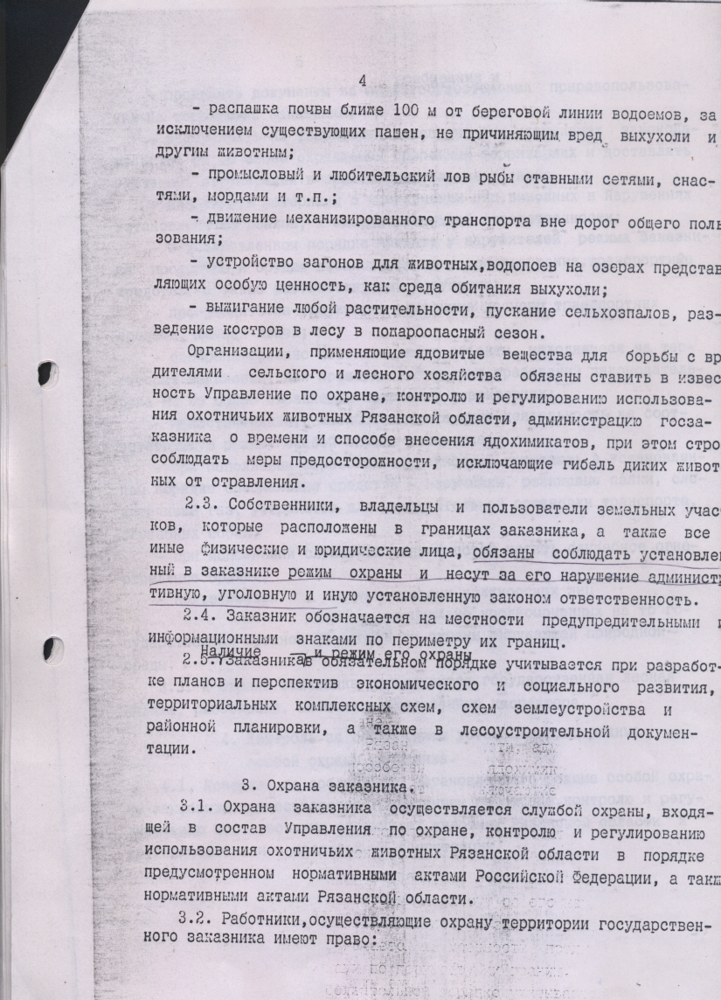 4
- распашка почвы ближе 100 м от береговой линии водоемов, за
исключением существующих пашен, не причиняющим вред выхухоли и
другим животным;
- промысловый и любительский лов рыбы ставными сетями, снас-
тями, мордами и т.п.;
- движение механизированного транспорта вне дорог общего поль
зования;
- устройство загонов для животных,водопоев на озерах представ
ляющих особую ценность, как среда обитания выхухоли;
- выжигание любой растительности, пускание сельхозпалов, раз-
ведение костров в лесу в пожароопасный сезон.
Организации, применяющие ядовитые вещества для борьбы с вр
дителями сельского и лесного хозяйства обязаны ставить в извес
ность Управление по охране, контролю и регулированию использова-
ния охотничьих животных Рязанской области, администрацию госза-
казника о времени и способе внесения ядохимикатов, при этом стро
соблюдать меры предосторожности, исключающие гибель диких живот
ных от отравления.
2.3. Собственники, владельцы и пользователи земельных учас
ков, которые расположены в границах заказника, а также все
иные физические и юридические лица, обязаны соблюдать установле
ный в заказнике режим охраны и несут за его нарушение админист
тивную, уголовную и иную установленную законом ответственность.
2.4. Заказник обозначается на местности предупредительными и
информационными знаками по периметру их границ.
Наличие и режим его охраны
2.5. Заказника в обязательном порядке учитывается при разработ-
ке планов и перспектив экономического и социального развития,
территориальных комплексных схем, схем землеустройства и
районной планировки, а также в лесоустроительной докумен-
тации.
3. Охрана заказника.
3.1. Охрана заказника осуществляется службой охраны, входя-
щей в состав Управления по охране, контролю и регулированию
использования охотничьих животных Рязанской области в порядке
предусмотренном нормативными актами Российской Федерации, а такж
нормативными актами Рязанской области.
3.2. Работники,осуществляющие охрану территории государствен-
ного заказника имеют право: